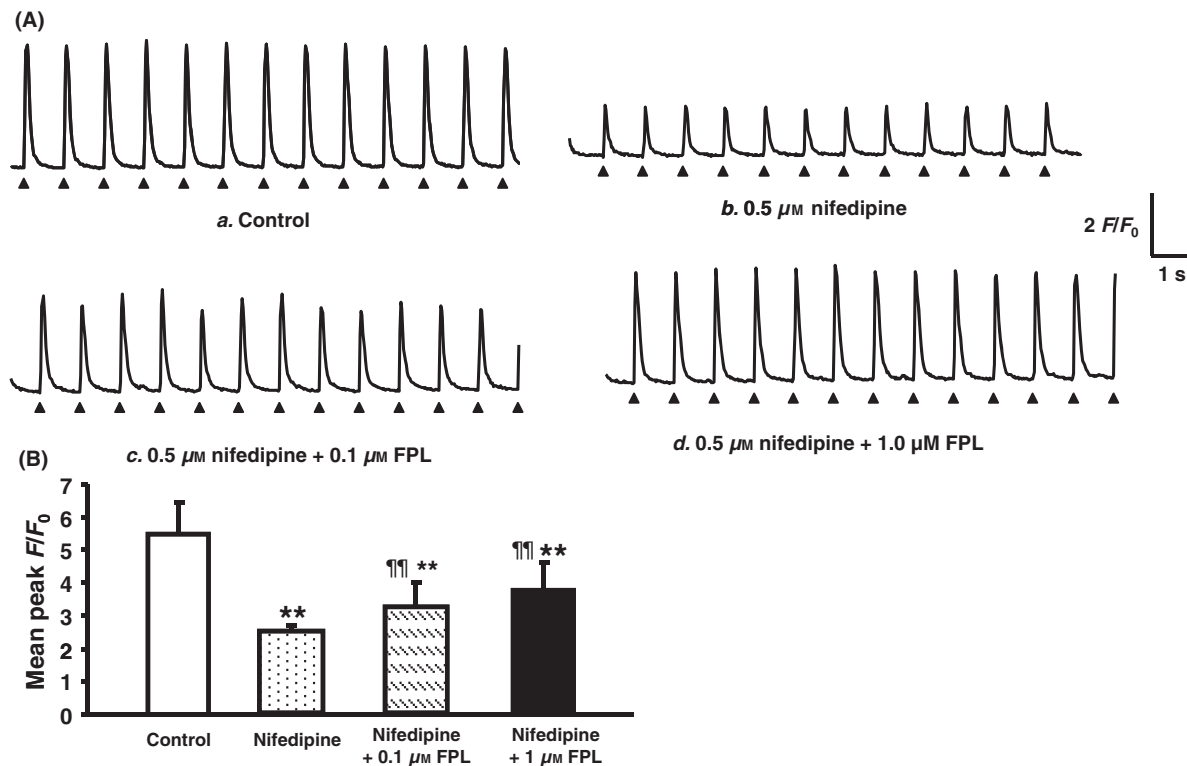 (A)
a. Control
b. 0.5 μM nifedipine
2 F/F0
1 s
c. 0.5 μM nifedipine + 0.1 μM FPL
d. 0.5 μM nifedipine + 1.0 μM FPL
(B)
Mean peak F/F0
7
6
5
4
3
2
1
0
**
¶¶ **
¶¶ **
Control
Nifedipine
Nifedipine
+ 0.1 μM FPL
Nifedipine
+ 1 μM FPL